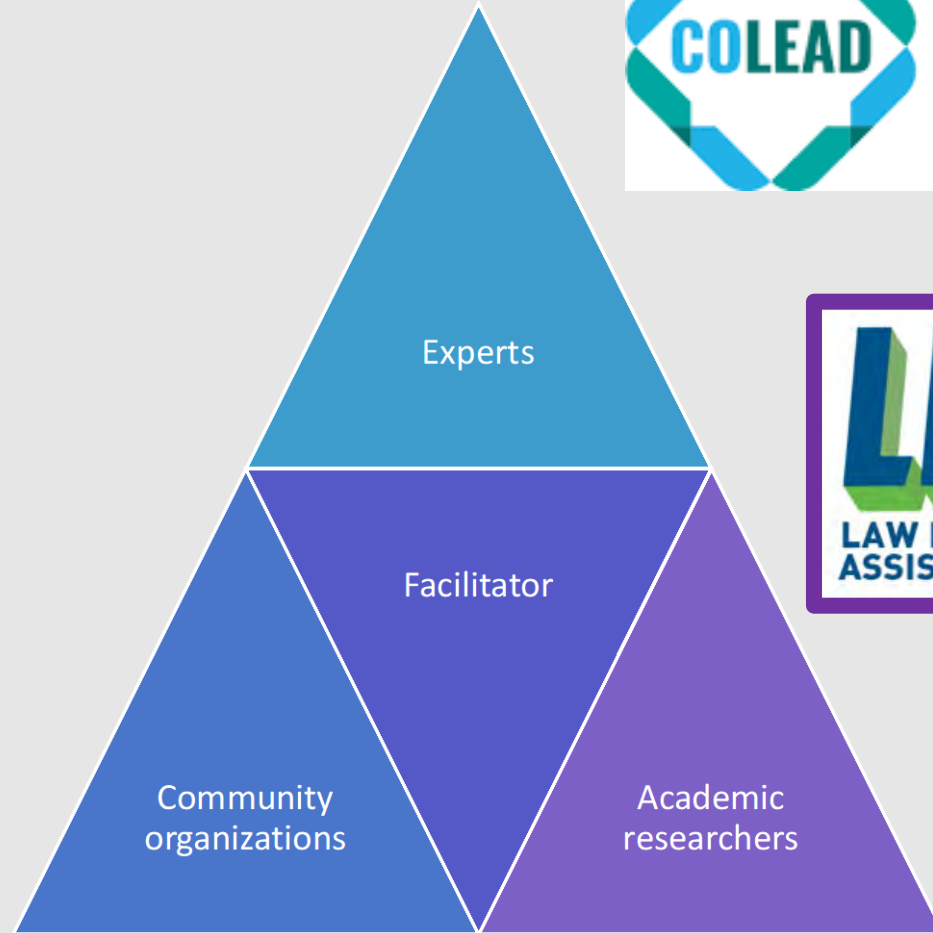 COLEAD
Experts
LAW
ASSIS
Facilitator
Community
organizations
Academic
researchers